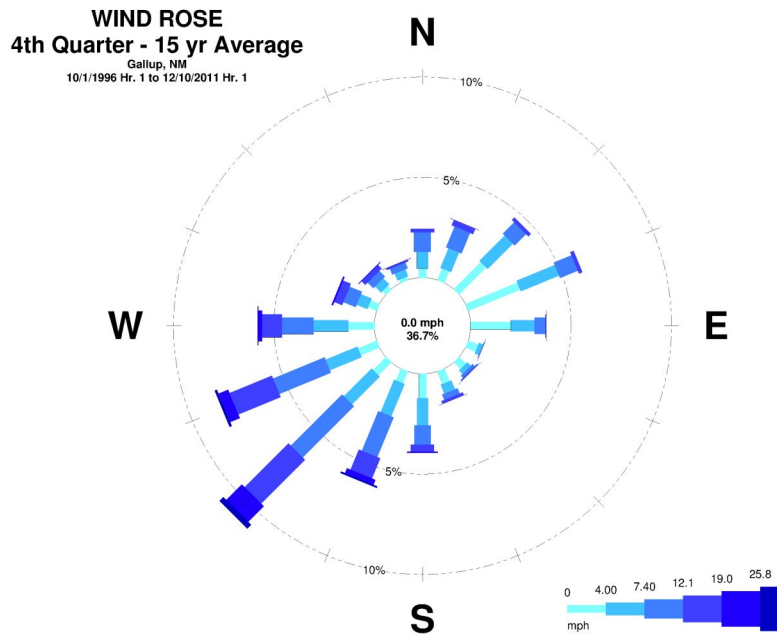 WIND ROSE
4th Quarter - 15 yr Average
Gallup, NM
10/1/1996 Hr. 1 to 12/10/2011 Hr. 1
N
10%
5%
W
0.0 mph
36.7%
E
5%
10%
S
0 4.00 7.40 12.1 19.0 25.8
mph